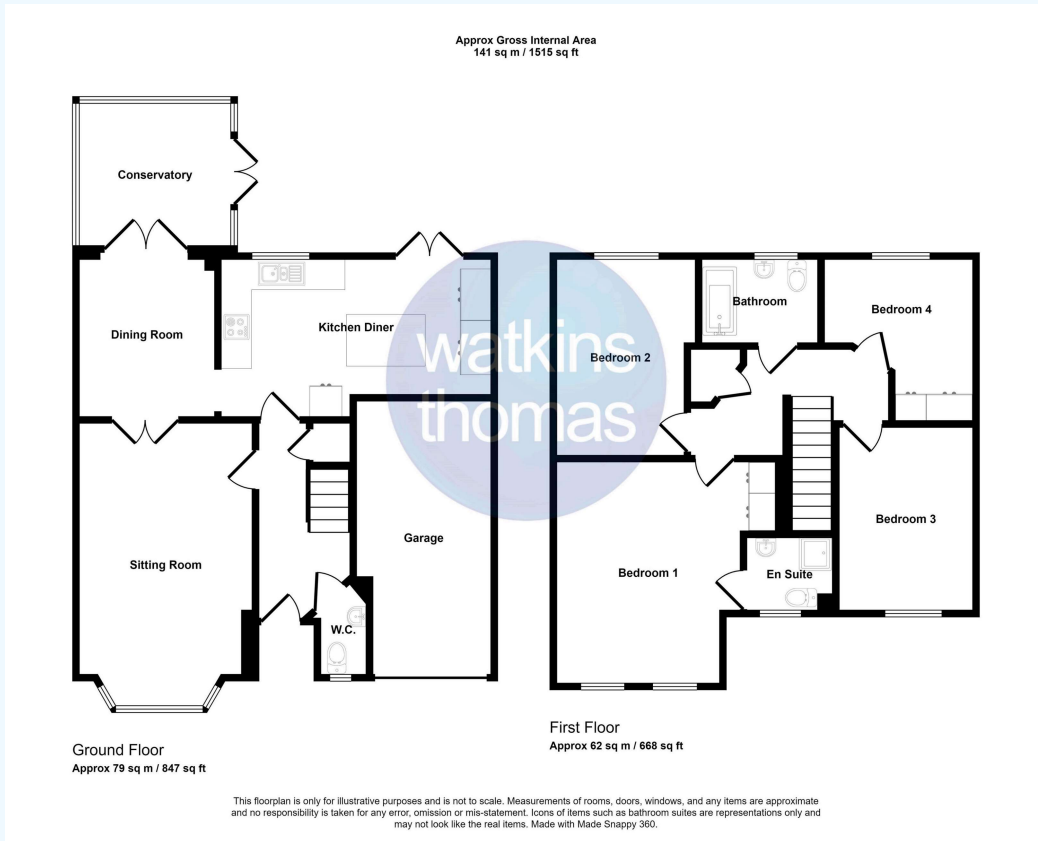 Approx Gross Internal Area
141 sq m / 1515 sq ft
Conservatory
Dining Room
Kitchen Diner
Sitting Room
Garage
W.C.
Bedroom 2
Bathroom
Bedroom 4
Bedroom 1
En Suite
Bedroom 3
watkins
thomas
Ground Floor
Approx 79 sq m / 847 sq ft
First Floor
Approx 62 sq m / 668 sq ft
This floorplan is only for illustrative purposes and is not to scale. Measurements of rooms, doors, windows, and any items are approximate
and no responsibility is taken for any error, omission or mis-statement. Icons of items such as bathroom suites are representations only and
may not look like the real items. Made with Made Snappy 360.